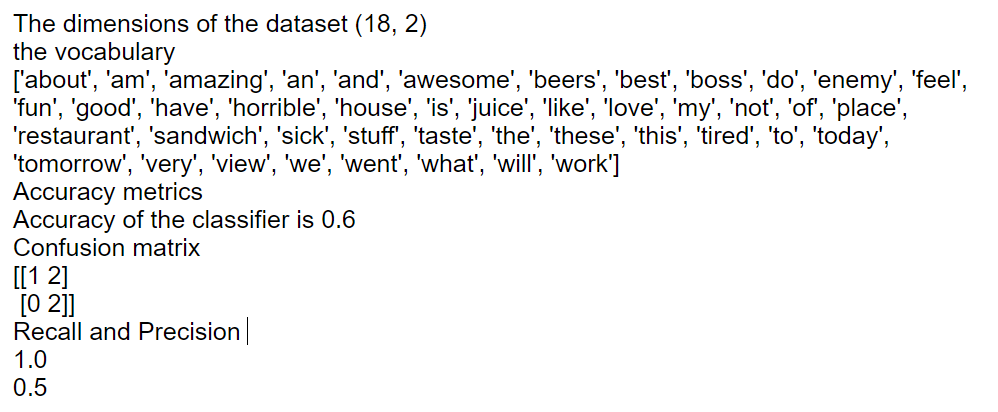 The dimensions of the dataset (18, 2)
the vocabulary
['about', 'am', 'amazing', 'an', 'and', 'awesome', 'beers', 'best', 'boss', 'do', 'enemy', 'feel',
'fun', 'good', 'have', 'horrible', 'house', 'is', 'juice', 'like', 'love', 'my', 'not', 'of', 'place',
'restaurant', 'sandwich', 'sick', 'stuff', 'taste', 'the', 'these', 'this', 'tired', 'to', 'today',
'tomorrow', 'very', 'view', 'we', 'went', 'what', 'will', 'work']
Accuracy metrics
Accuracy of the classifier is 0.6
Confusion matrix
[[1 2]
[0 2]]
Recall and Precision
1.0
0.5